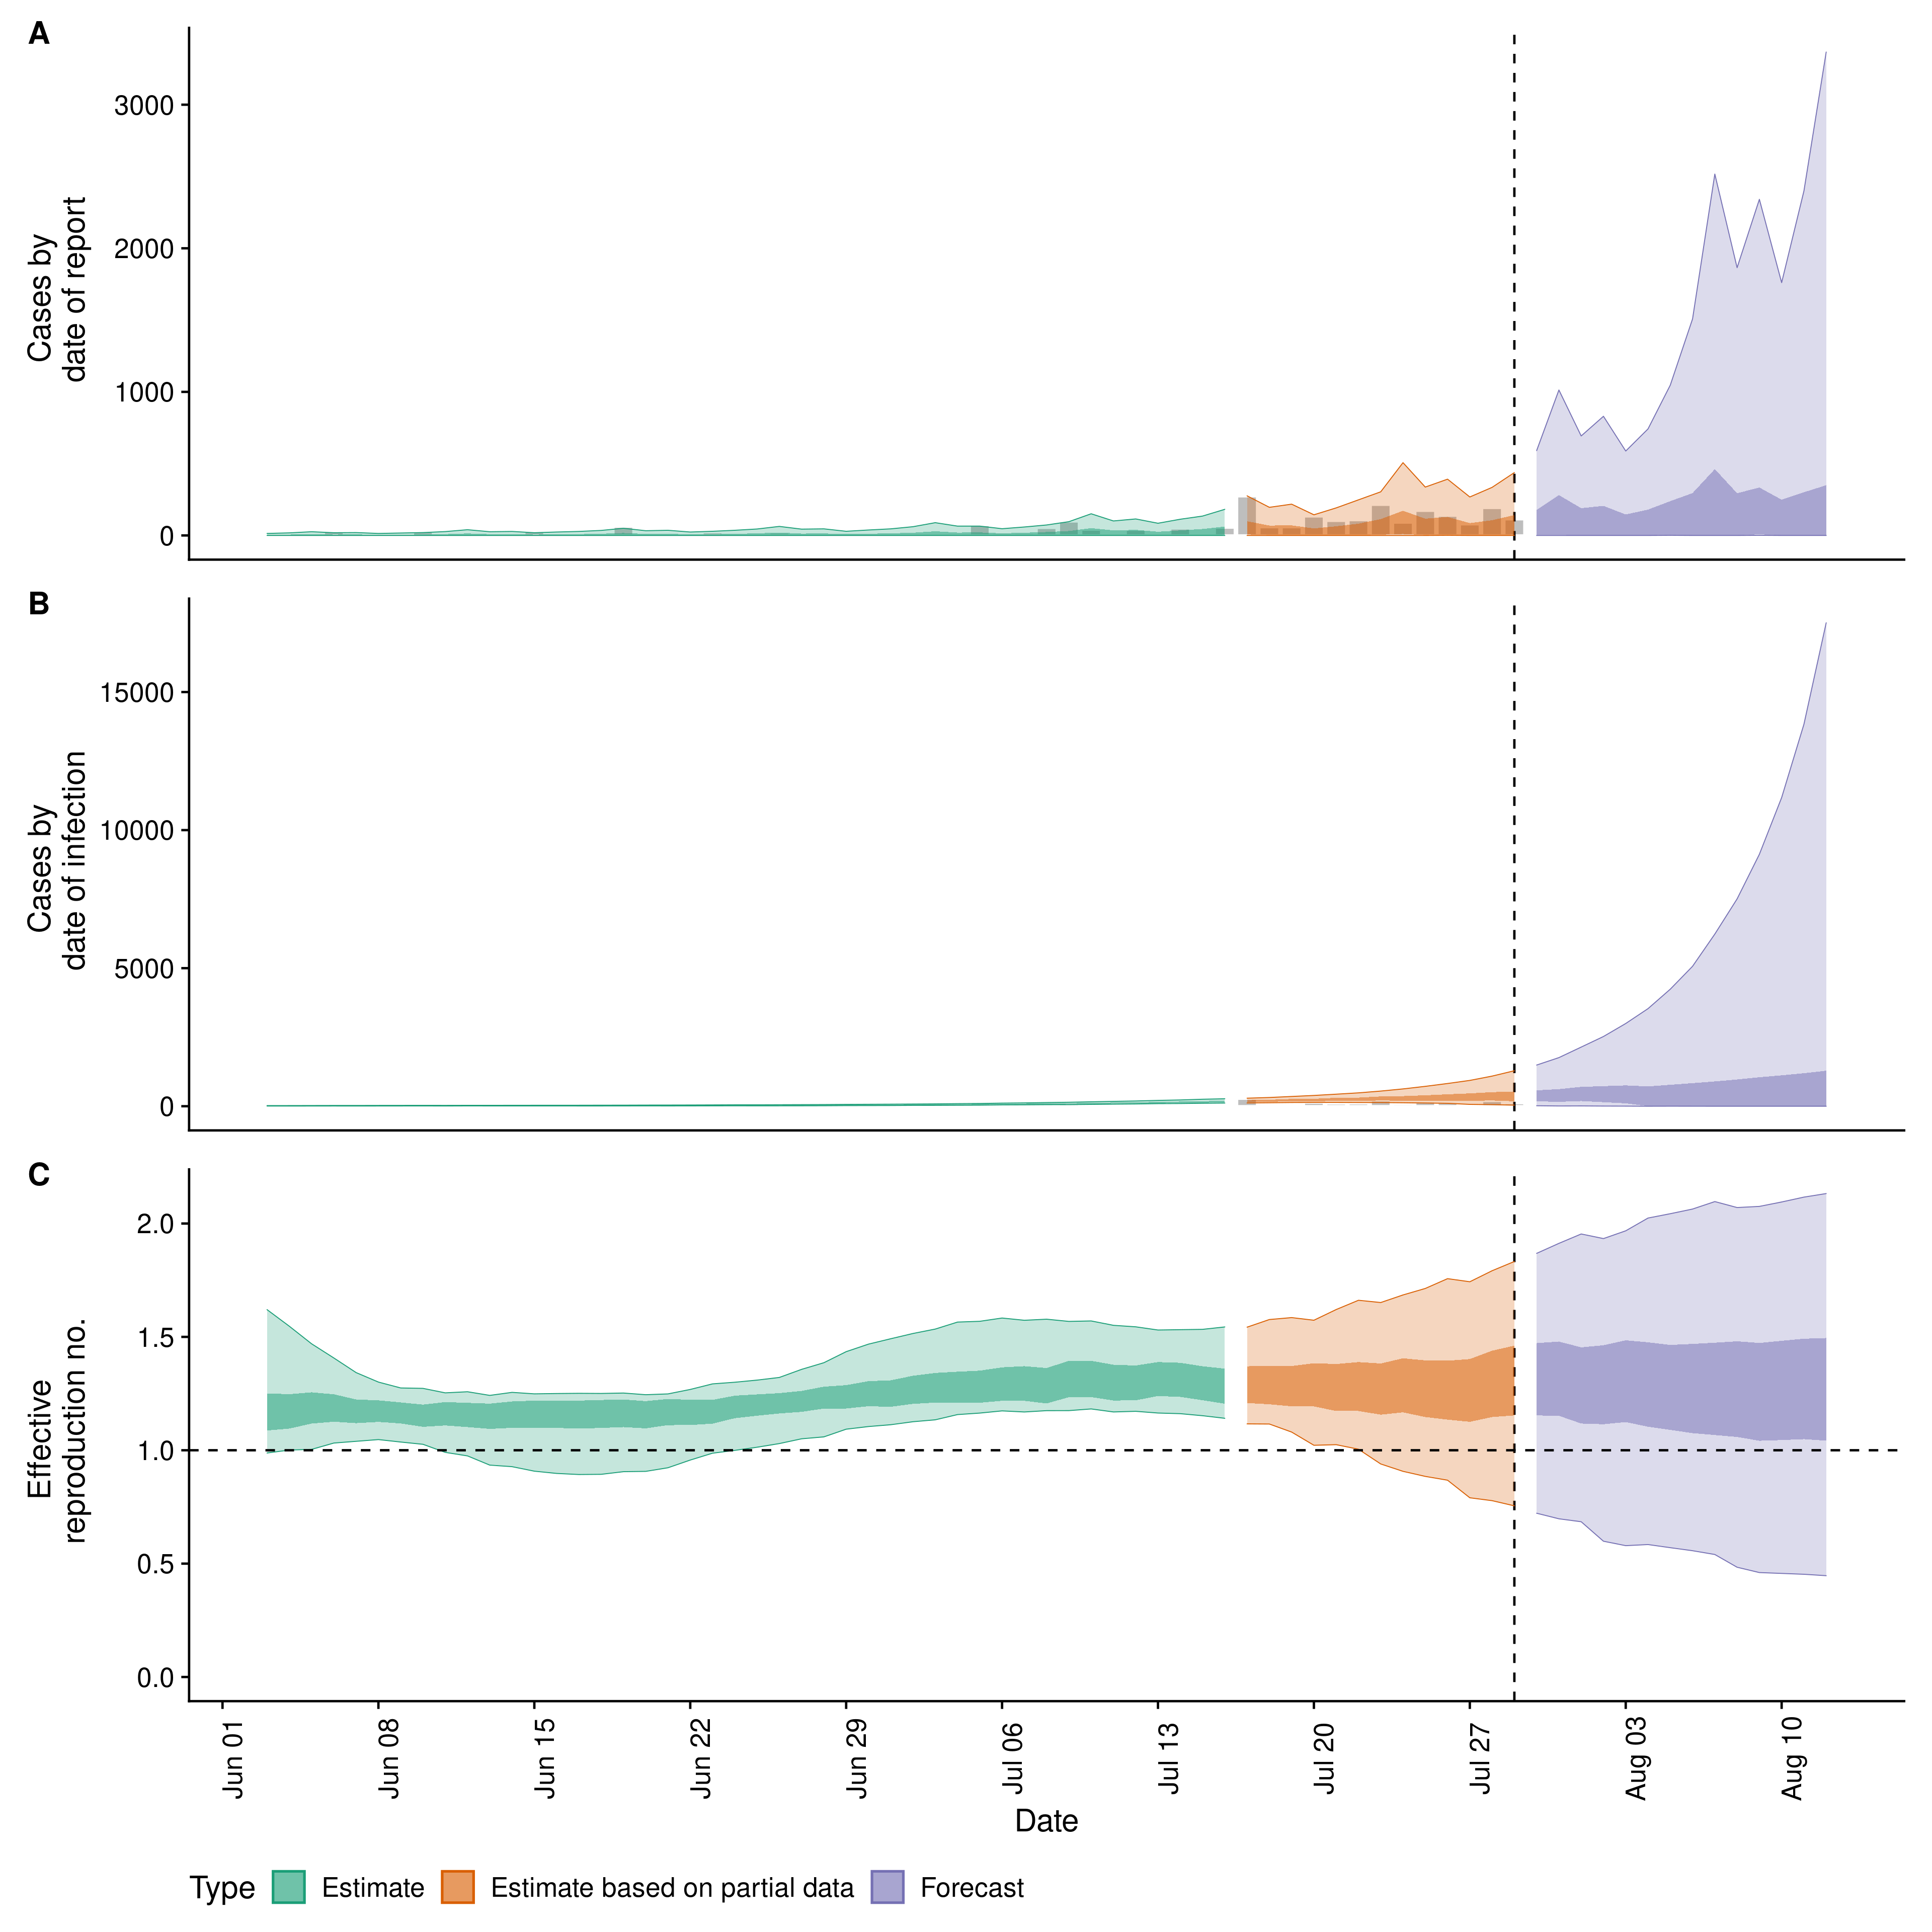 A
Cases by
date of report
3000
2000
1000
0
B
Cases by
date of infection
15000
10000
5000
0
C
Effective
reproduction no.
2.0
1.5
1.0
0.5
0.0
Jun 01
Jun 08
Jun 15
Jun 22
Jun 29
Jul 06
Jul 13
Jul 20
Jul 27
Aug 03
Aug 10
Date
Type Estimate Estimate based on partial data Forecast